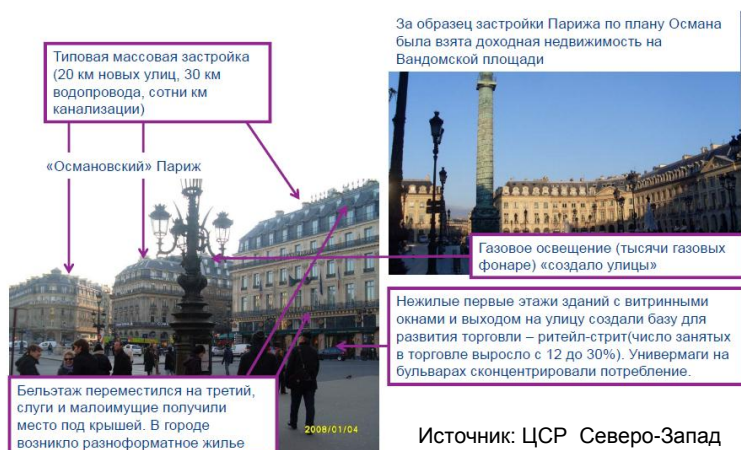 Типовая массовая застройка
(20 км новых улиц, 30 км
водопровода, сотни км
канализации)
«Османовский» Париж
За образец застройки Парижа по плану Османа
была взята доходная недвижимость на
Вандомской площади
Газовое освещение (тысячи газовых
фонаре) «создало улицы»
Нежилые первые этажи зданий с витринными
окнами и выходом на улицу создали базу для
развития торговли – ритейл-стрит(число занятых
в торговле выросло с 12 до 30%). Универмаги на
бульварах сконцентрировали потребление.
Бельэтаж переместился на третий,
слуги и малоимущие получили
место под крышей. В городе
возникло разноформатное жилье
2008/01/04
Источник: ЦСР Северо-Запад